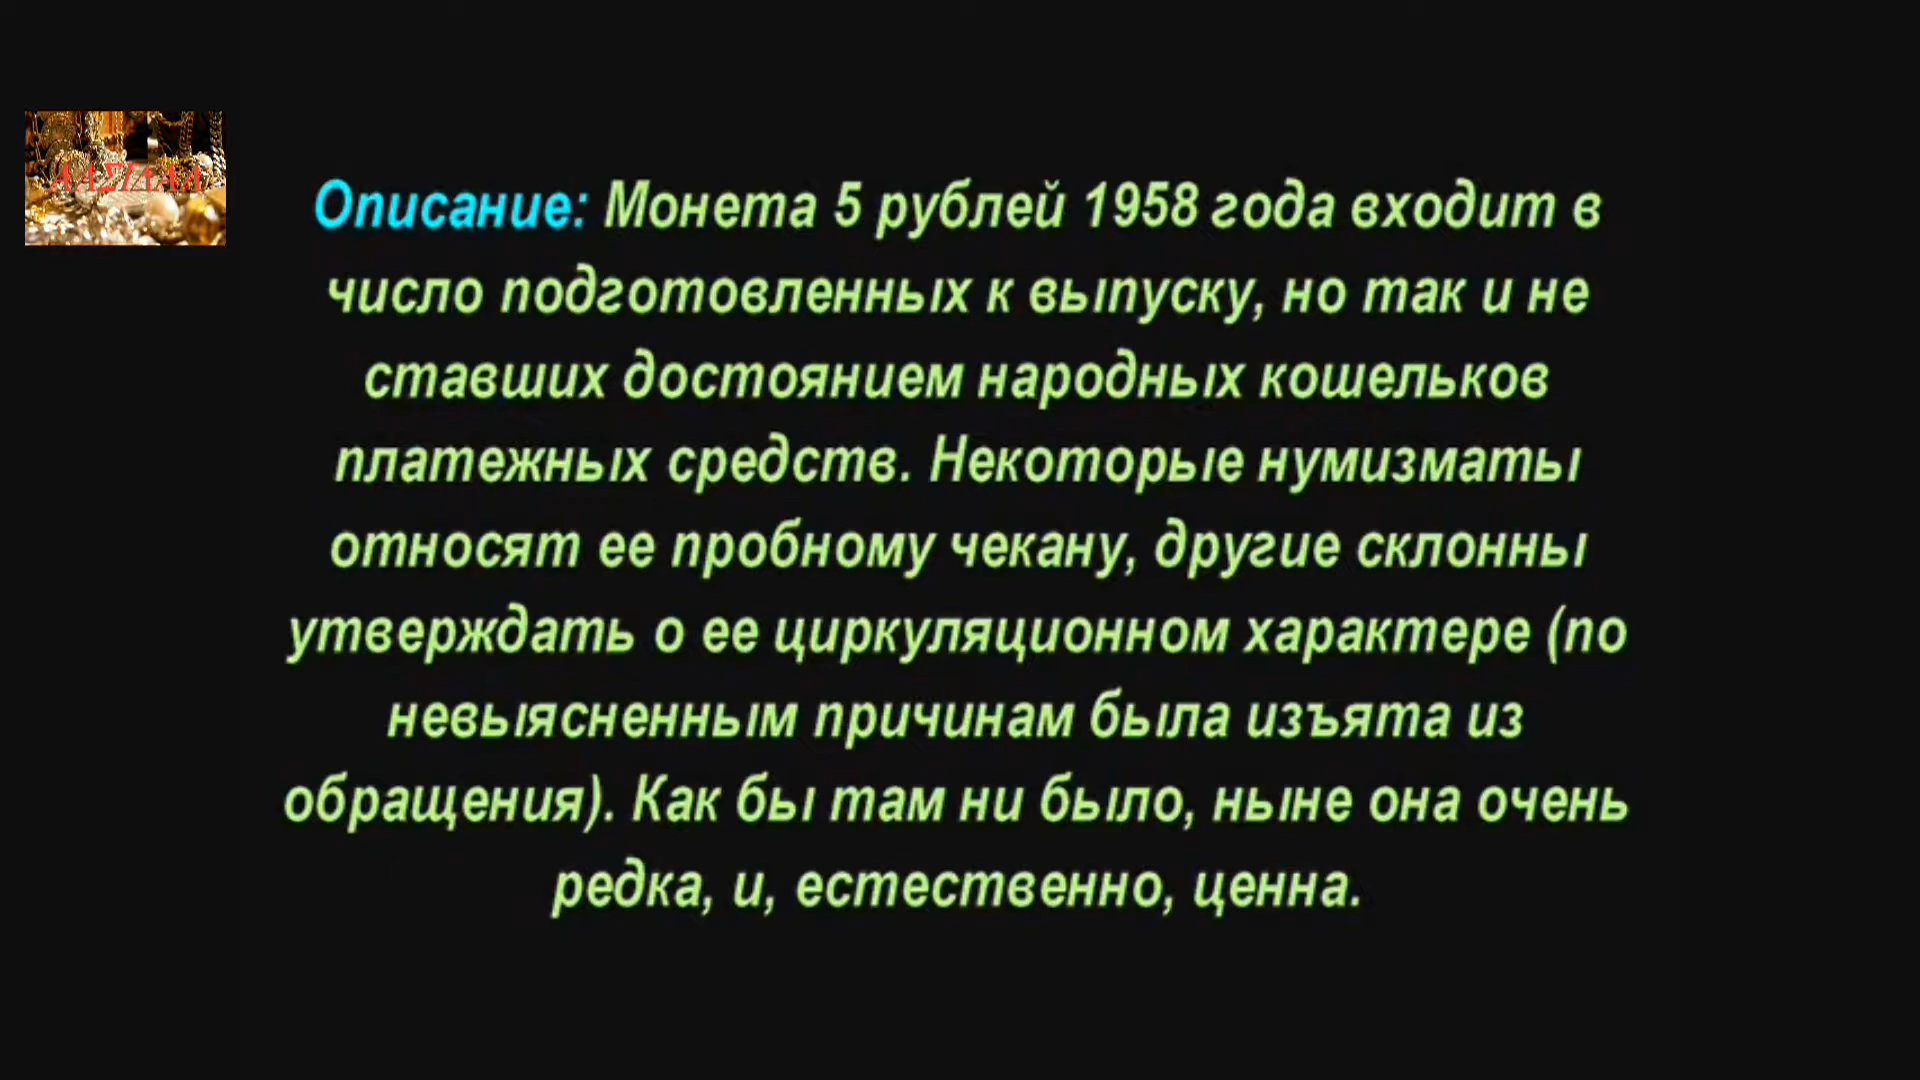 Описание: Монета 5 рублей 1958 года входит в
число подготовленных к выпуску, но так и не
ставших достоянием народных кошельков
платежных средств. Некоторые нумизматы
относят ее пробному чекану, другие склонны
утверждать о ее циркуляционном характере (по
невыясненным причинам была изъята из
обращения). Как бы там ни было, ныне она очень
редка, и, естественно, ценна.